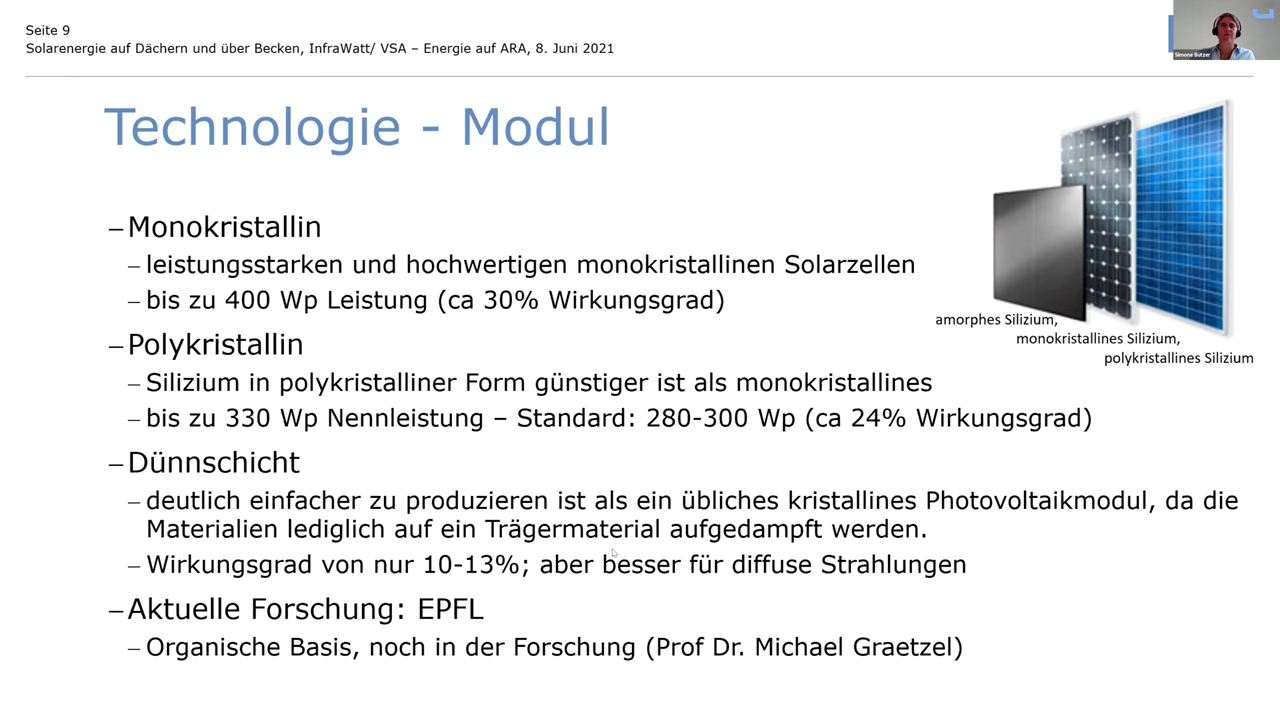 Seite 9
Solarenergie auf Dächern und über Becken, InfraWatt/ VSA – Energie auf ARA, 8. Juni 2021
Simone Bützer
Technologie - Modul
– Monokristallin
– leistungsstarken und hochwertigen monokristallinen Solarzellen
– bis zu 400 Wp Leistung (ca 30% Wirkungsgrad)
amorphes Silizium,
monokristallines Silizium,
polykristallines Silizium
– Polykristallin
– Silizium in polykristalliner Form günstiger ist als monokristallines
– bis zu 330 Wp Nennleistung – Standard: 280-300 Wp (ca 24% Wirkungsgrad)
– Dünnschicht
– deutlich einfacher zu produzieren ist als ein übliches kristallines Photovoltaikmodul, da die
Materialien lediglich auf ein Trägermaterial aufgedampft werden.
– Wirkungsgrad von nur 10-13%; aber besser für diffuse Strahlungen
– Aktuelle Forschung: EPFL
– Organische Basis, noch in der Forschung (Prof Dr. Michael Graetzel)